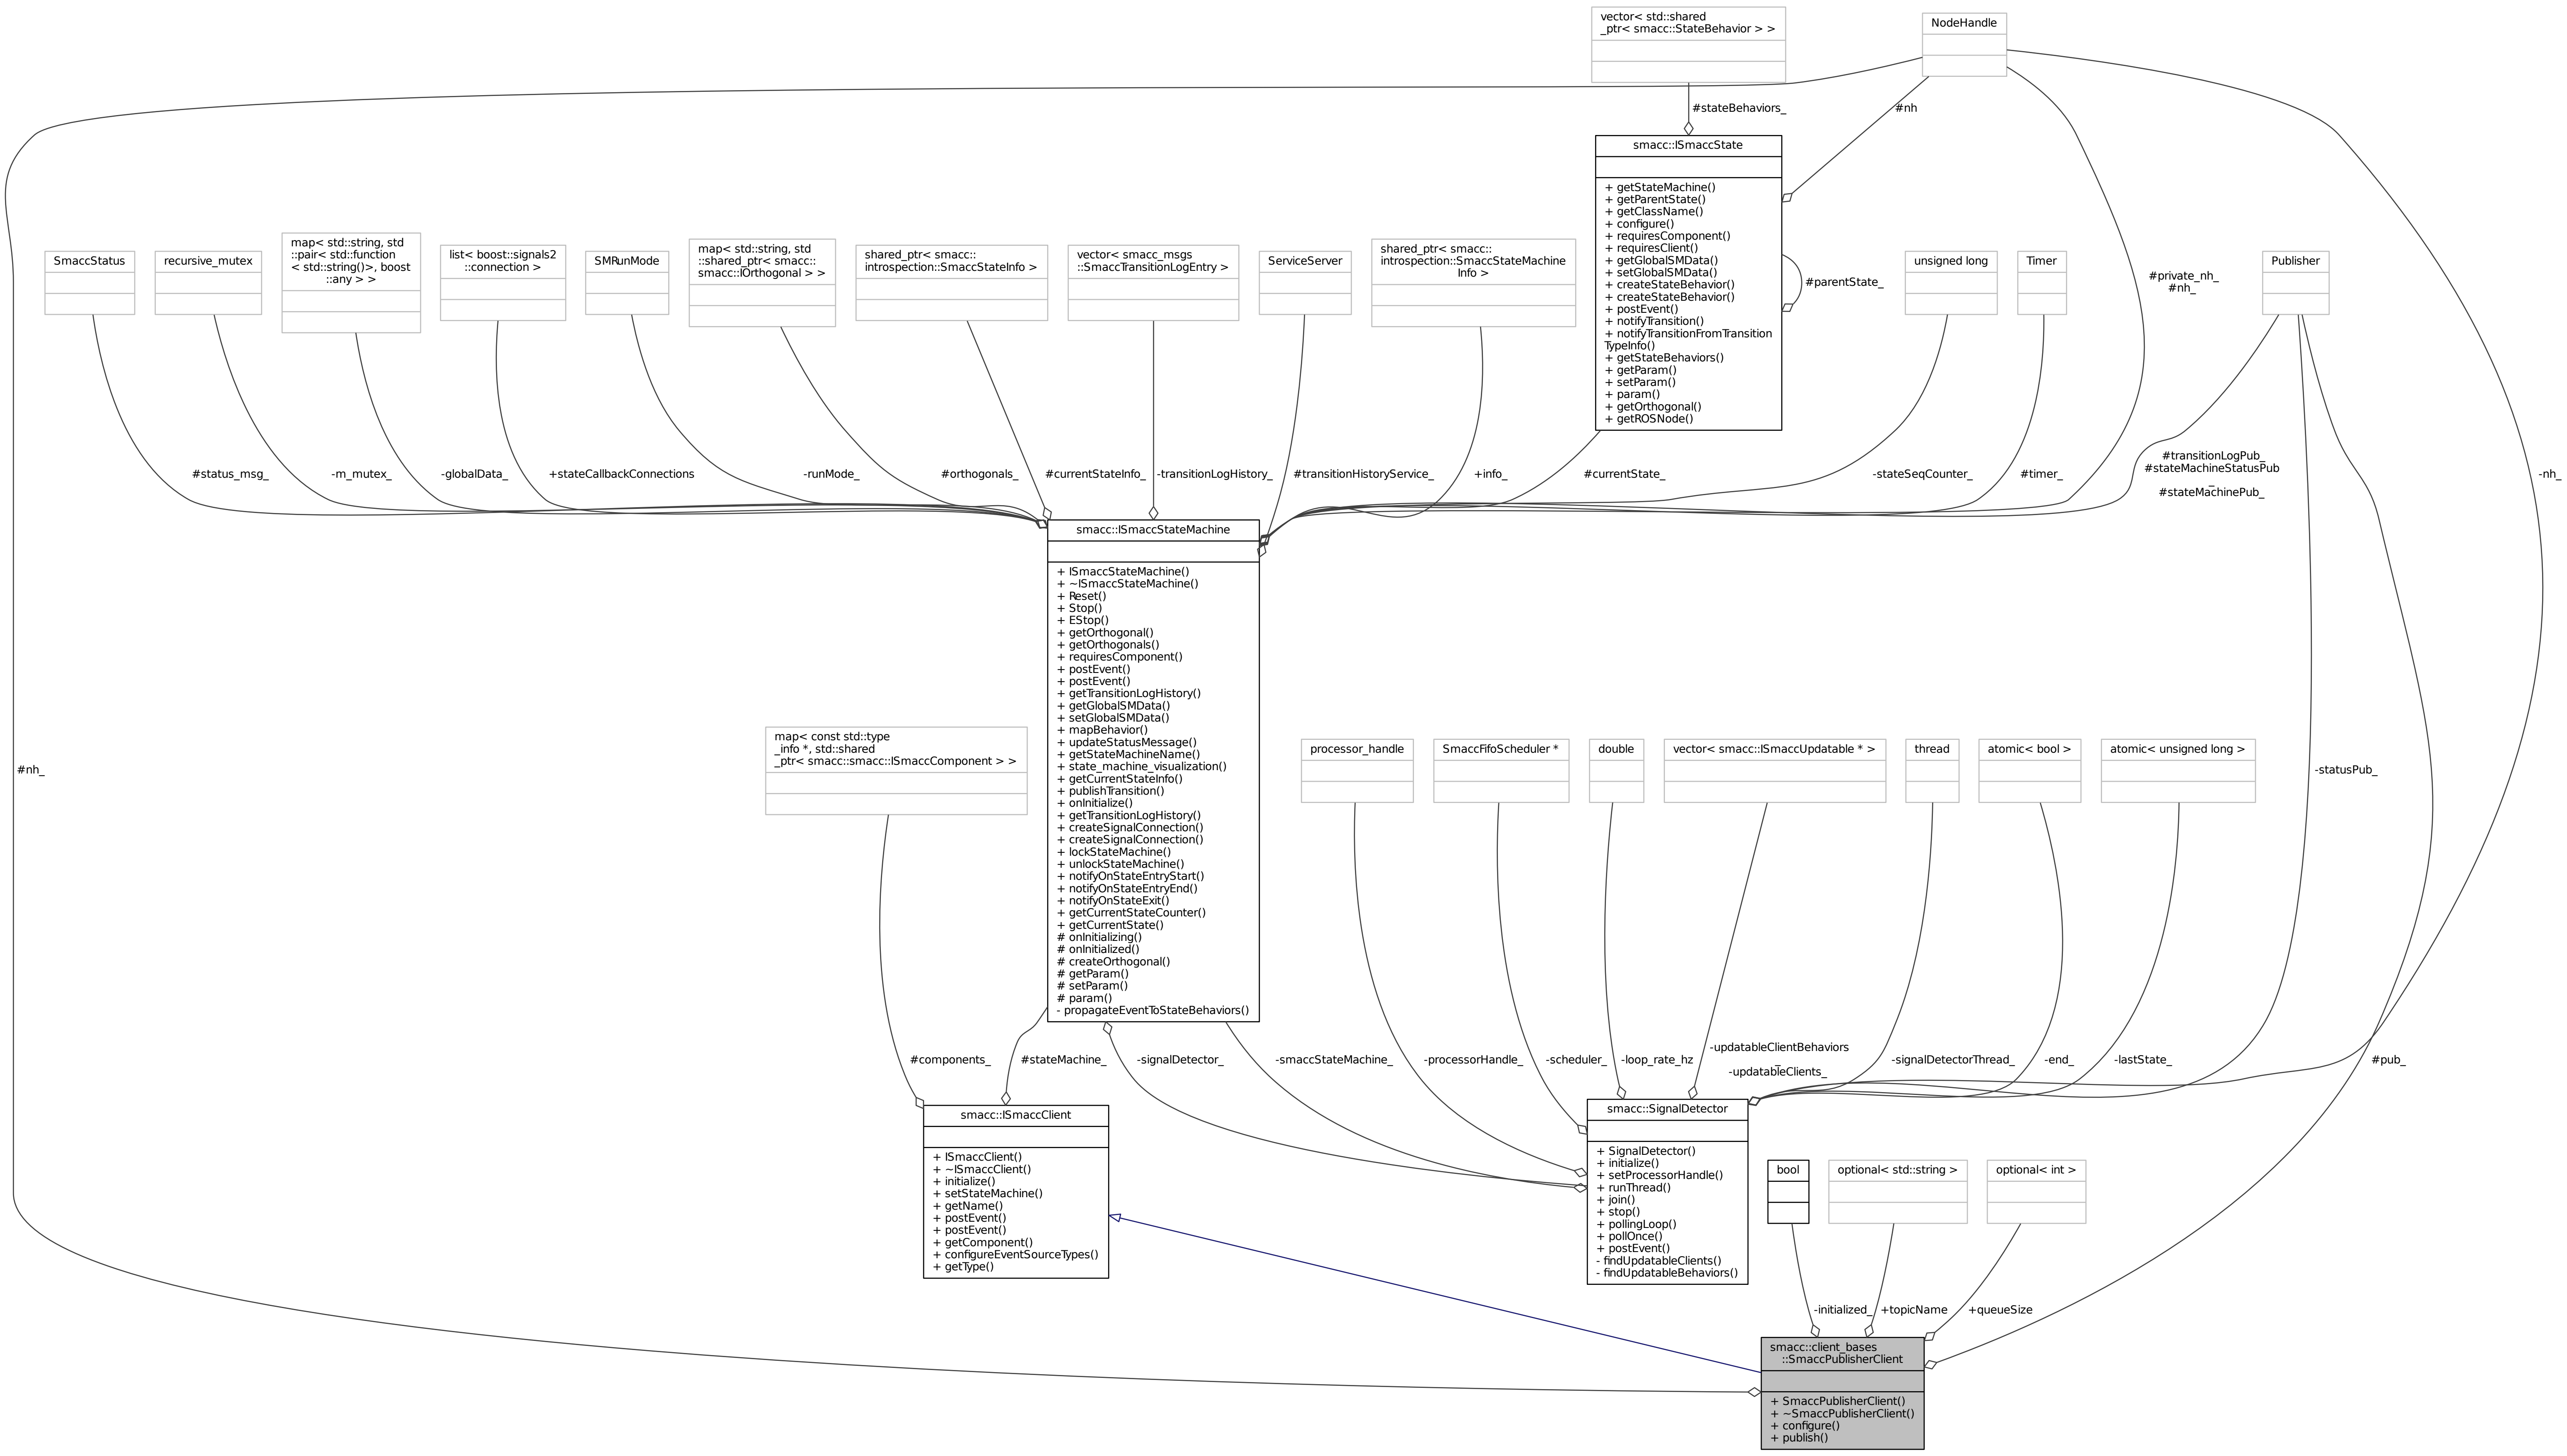 vector< std::shared
_ptr< smacc::StateBehavior > >
NodeHandle
#stateBehaviors_
#nh
smacc::ISmaccState
+ getStateMachine()
+ getParentState()
+ getClassName()
+ configure()
+ requiresComponent()
+ requiresClient()
+ getGlobalSMData()
+ setGlobalSMData()
+ createStateBehavior()
+ createStateBehavior()
+ postEvent()
+ notifyTransition()
+ notifyTransitionFromTransition
TypeInfo()
+ getStateBehaviors()
+ getParam()
+ setParam()
+ param()
+ getOrthogonal()
+ getROSNode()
#parentState_
SmaccStatus
recursive_mutex
map< std::string, std
::pair< std::function
< std::string()>, boost
::any > >
list< boost::signals2
::connection >
SMRunMode
map< std::string, std
::shared_ptr< smacc::
smacc::IOrthogonal > >
shared_ptr< smacc::
introspection::SmaccStateInfo >
vector< smacc_msgs
::SmaccTransitionLogEntry >
ServiceServer
shared_ptr< smacc::
introspection::SmaccStateMachine
Info >
unsigned long
Timer
#private_nh_
#nh_
Publisher
#status_msg_
-m_mutex_
-globalData_
+stateCallbackConnections
-runMode_
#orthogonals_
#currentStateInfo_
-transitionLogHistory_
#transitionHistoryService_
+info_
#currentState_
-stateSeqCounter_
#timer_
#transitionLogPub_
#stateMachineStatusPub
_
#stateMachinePub_
-nh_
smacc::ISmaccStateMachine
+ ISmaccStateMachine()
+ ~ISmaccStateMachine()
+ Reset()
+ Stop()
+ EStop()
+ getOrthogonal()
+ getOrthogonals()
+ requiresComponent()
+ postEvent()
+ postEvent()
+ getTransitionLogHistory()
+ getGlobalSMData()
+ setGlobalSMData()
+ mapBehavior()
+ updateStatusMessage()
+ getStateMachineName()
+ state_machine_visualization()
+ getCurrentStateInfo()
+ publishTransition()
+ onInitialize()
+ getTransitionLogHistory()
+ createSignalConnection()
+ createSignalConnection()
+ lockStateMachine()
+ unlockStateMachine()
+ notifyOnStateEntryStart()
+ notifyOnStateEntryEnd()
+ notifyOnStateExit()
+ getCurrentStateCounter()
+ getCurrentState()
# onInitializing()
# onInitialized()
# createOrthogonal()
# getParam()
# setParam()
# param()
- propagateEventToStateBehaviors()
#nh_
map< const std::type
_info *, std::shared
_ptr< smacc::smacc::ISmaccComponent > >
processor_handle
SmaccFifoScheduler *
double
vector< smacc::ISmaccUpdatable * >
thread
atomic< bool >
atomic< unsigned long >
-statusPub_
#components_
#stateMachine_
-signalDetector_
-smaccStateMachine_
-processorHandle_
-scheduler_
-loop_rate_hz
-updatableClientBehaviors
_
-updatableClients_
-signalDetectorThread_
-end_
-lastState_
#pub_
smacc::ISmaccClient
+ ISmaccClient()
+ ~ISmaccClient()
+ initialize()
+ setStateMachine()
+ getName()
+ postEvent()
+ postEvent()
+ getComponent()
+ configureEventSourceTypes()
+ getType()
smacc::SignalDetector
+ SignalDetector()
+ initialize()
+ setProcessorHandle()
+ runThread()
+ join()
+ stop()
+ pollingLoop()
+ pollOnce()
+ postEvent()
- findUpdatableClients()
- findUpdatableBehaviors()
bool
optional< std::string >
optional< int >
-initialized_
+topicName
+queueSize
smacc::client_bases
::SmaccPublisherClient
+ SmaccPublisherClient()
+ ~SmaccPublisherClient()
+ configure()
+ publish()